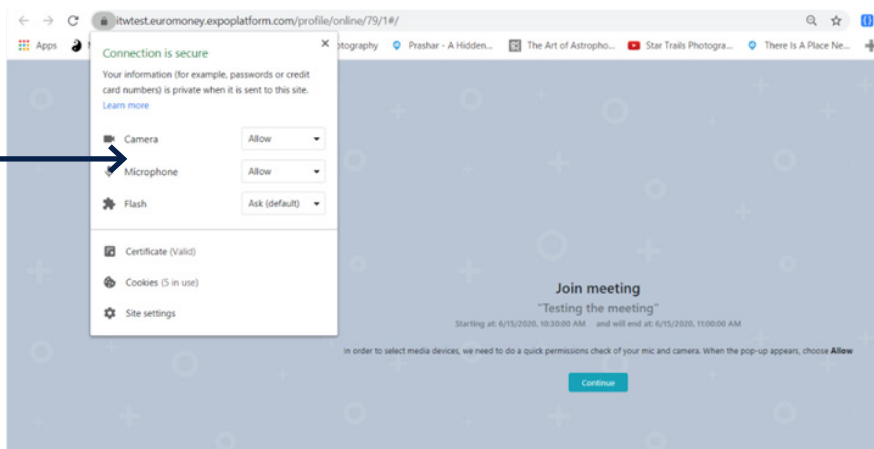 itwtest.euromoney.expoplatform.com/profile/online/79/1#/
Apps
otography
Prashar - A Hidden...
The Art of Astropho...
Star Trails Photogra...
There Is A Place Ne...
Connection is secure
Your information (for example, passwords or credit
card numbers) is private when it is sent to this site.
Learn more
Camera
Allow
Microphone
Allow
Flash
Ask (default)
Certificate (Valid)
Cookies (5 in use)
Site settings
Join meeting
"Testing the meeting"
Starting at: 6/15/2020, 10:30:00 AM and will end at: 6/15/2020, 11:00:00 AM
In order to select media devices, we need to do a quick permissions check of your mic and camera. When the pop-up appears, choose Allow
Continue